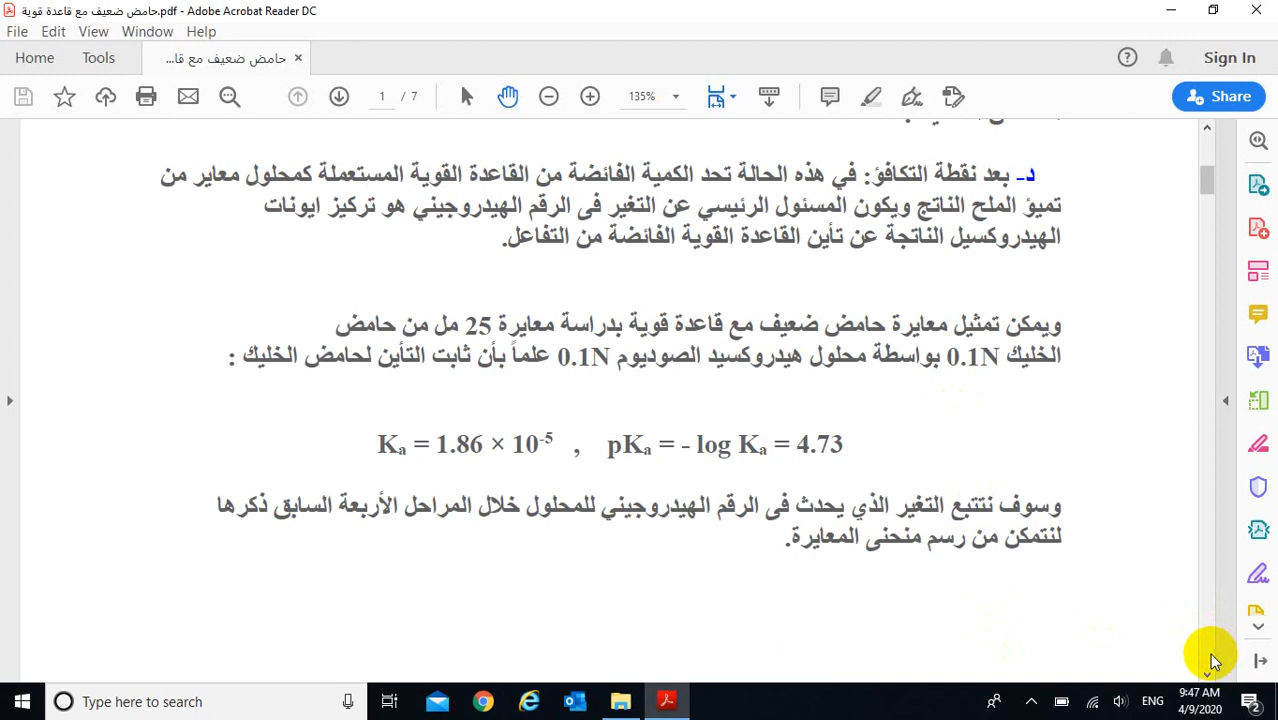 حامض ضعيف مع قاعدة قوية.pdf - Adobe Acrobat Reader DC
File Edit View Window Help
Home Tools حامض ضعيف مع قا... × Sign In
1 / 7 135% Share
د- بعد نقطة التكافؤ: في هذه الحالة تحد الكمية الفائضة من القاعدة القوية المستعملة كمحلول معاير من
تميؤ الملح الناتج ويكون المسئول الرئيسي عن التغير فى الرقم الهيدروجيني هو تركيز ايونات
الهيدروكسيل الناتجة عن تأين القاعدة القوية الفائضة من التفاعل.
ويمكن تمثيل معايرة حامض ضعيف مع قاعدة قوية بدراسة معايرة 25 مل من حامض
الخليك 0.1N بواسطة محلول هيدروكسيد الصوديوم 0.1N علماً بأن ثابت التأين لحامض الخليك :
Kₐ = 1.86 × 10⁻⁵ , pKₐ = - log Kₐ = 4.73
وسوف نتتبع التغير الذي يحدث فى الرقم الهيدروجيني للمحلول خلال المراحل الأربعة السابق ذكرها
لنتمكن من رسم منحنى المعايرة.
Type here to search ENG 9:47 AM
4/9/2020 2